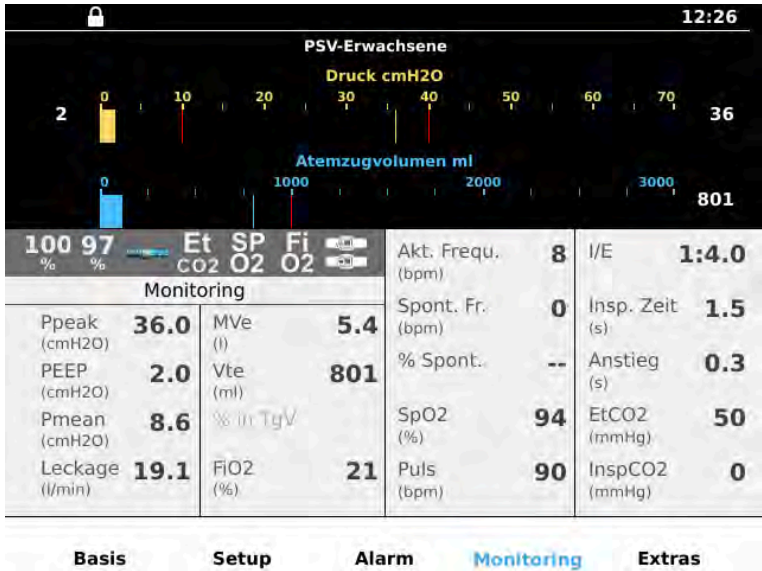 12:26
PSV-Erwachsene
Druck cmH2O
0 10 20 30 40 50 60 70
2 36
Atemzugvolumen ml
0 1000 2000 3000
801
100 97 Et SP Fi
% % CO2 O2 O2
Monitoring
Ppeak 36.0 MVe 5.4
(cmH2O) (l)
PEEP 2.0 Vte 801
(cmH2O) (ml)
Pmean 8.6 % in TgV
(cmH2O)
Leckage 19.1 FiO2 21
(l/min) (%)
Akt. Frequ. 8 I/E 1:4.0
(bpm)
Spont. Fr. 0 Insp. Zeit 1.5
(bpm) (s)
% Spont. -- Anstieg 0.3
(s)
SpO2 94 EtCO2 50
(%) (mmHg)
Puls 90 InspCO2 0
(bpm) (mmHg)
Basis Setup Alarm Monitoring Extras